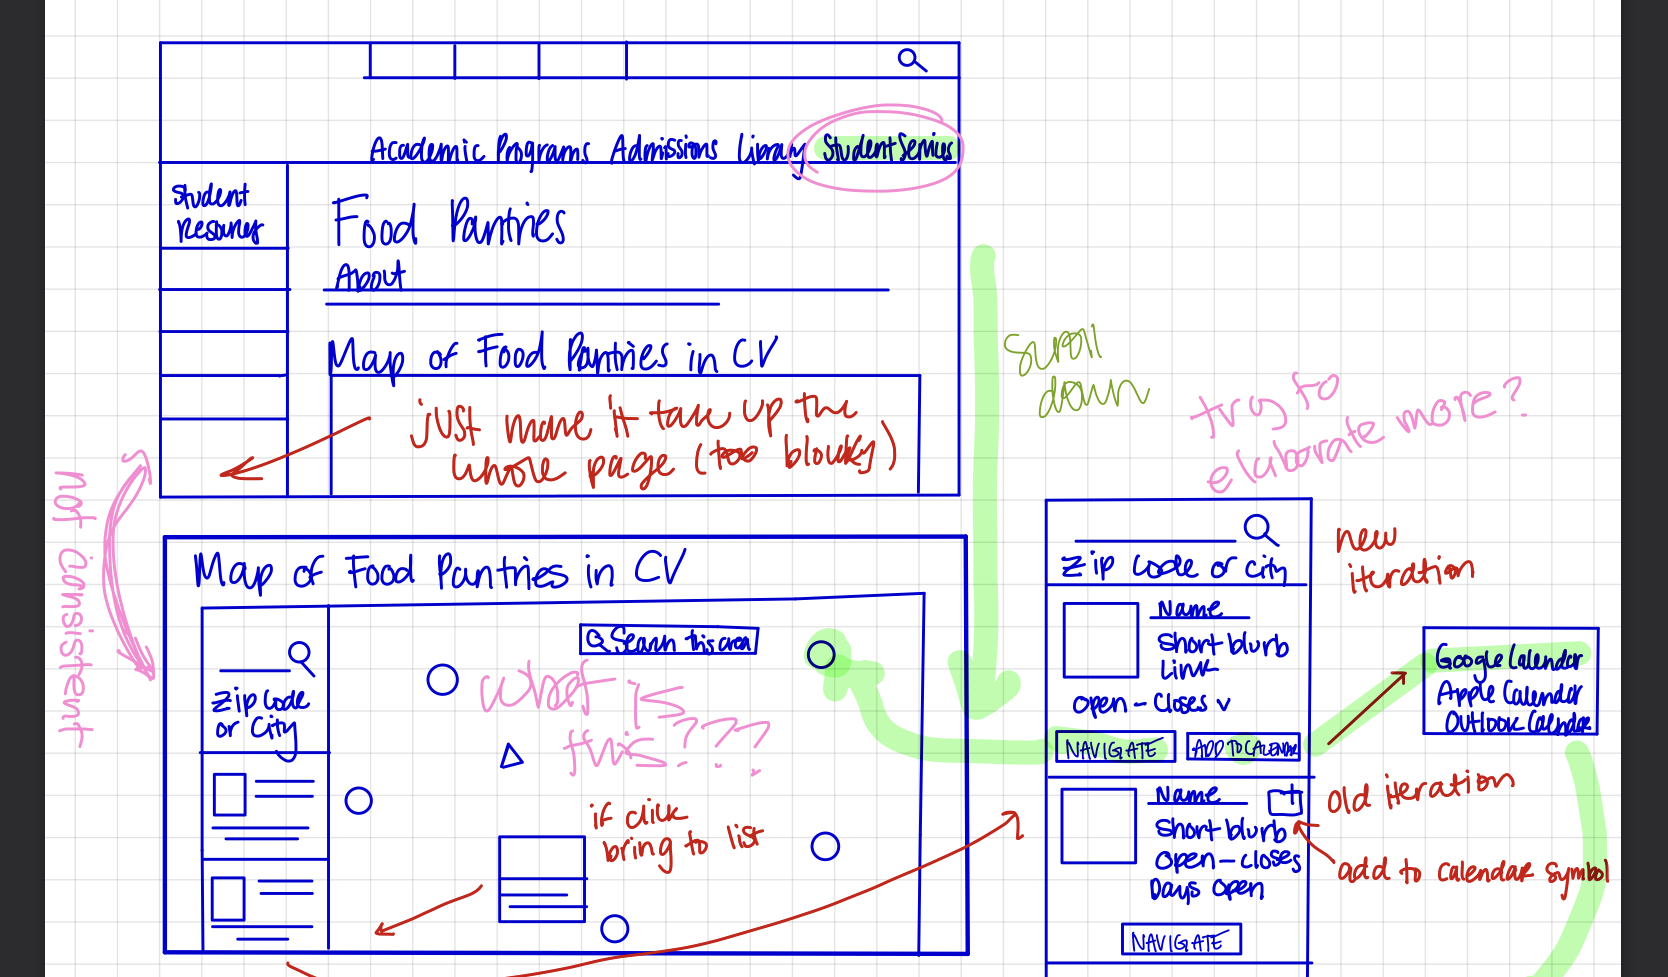 Academic Programs Admissions Library Student Services
Student
Resources
Food Pantries
About
Map of Food Pantries in CV
just make it take up the
whole page (too blocky)
scroll
down
try to
elaborate more?
not consistent
Map of Food Pantries in CV
Search this area
Zip Code
or City
what is
this????
if click
bring to list
Zip Code or City
Name
Short blurb
Link
Open - Closes v
NAVIGATE
ADD TO CALENDAR
Name
Short blurb
Open - closes
Days open
NAVIGATE
new
iteration
Google Calendar
Apple Calendar
Outlook Calendar
old iteration
add to calendar symbol